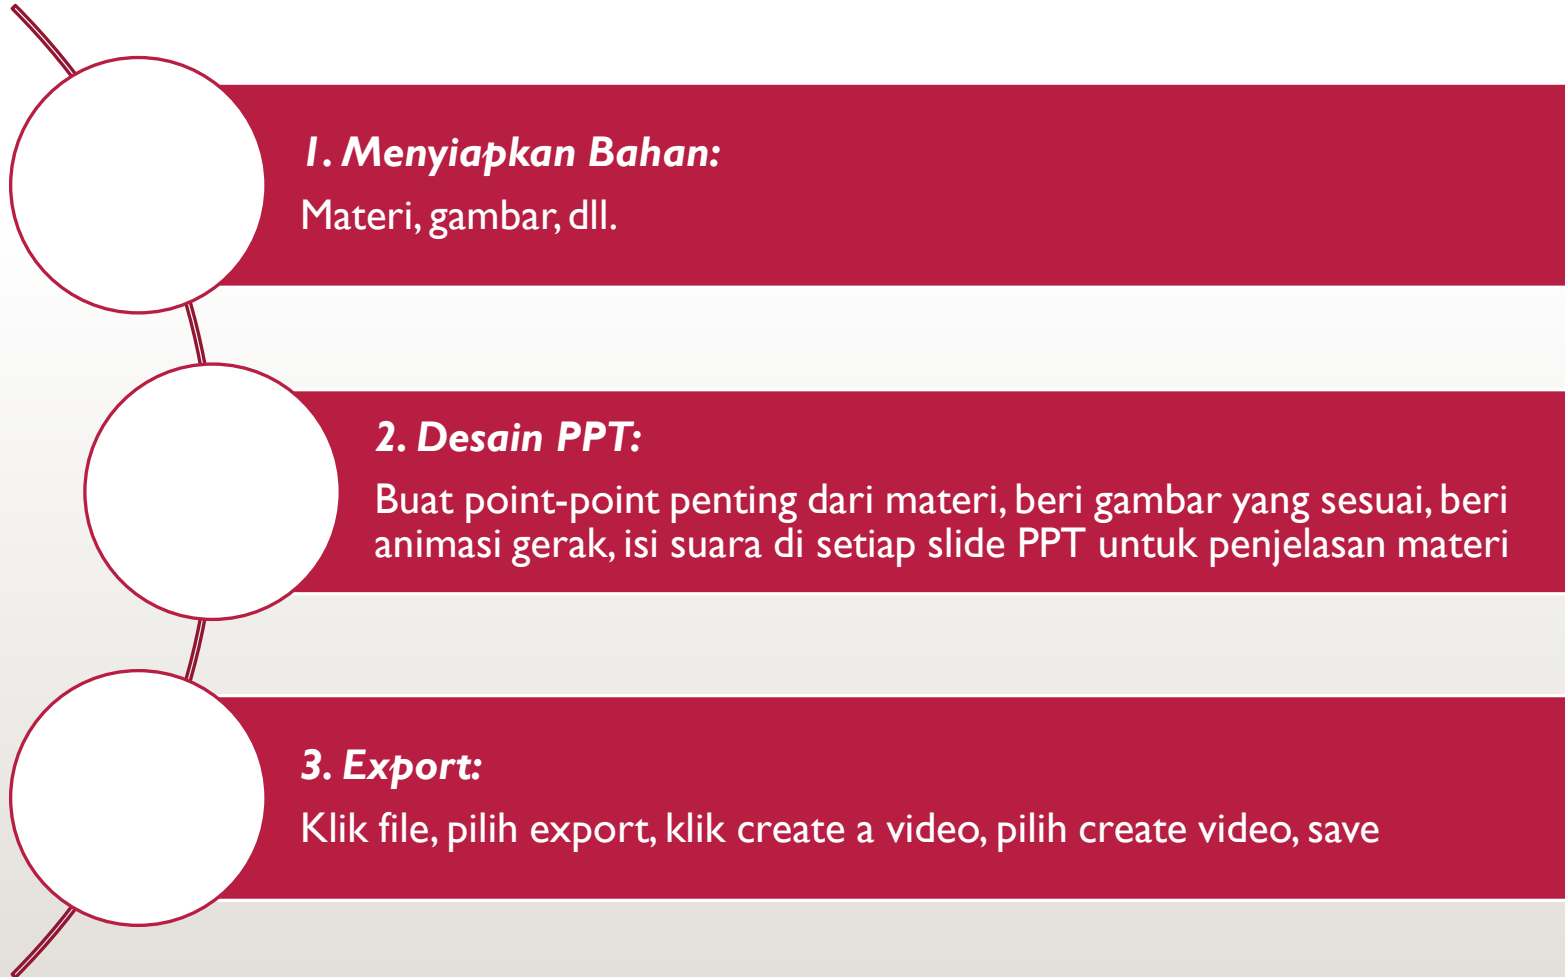 1. Menyiapkan Bahan:
Materi, gambar, dll.
2. Desain PPT:
Buat point-point penting dari materi, beri gambar yang sesuai, beri
animasi gerak, isi suara di setiap slide PPT untuk penjelasan materi
3. Export:
Klik file, pilih export, klik create a video, pilih create video, save